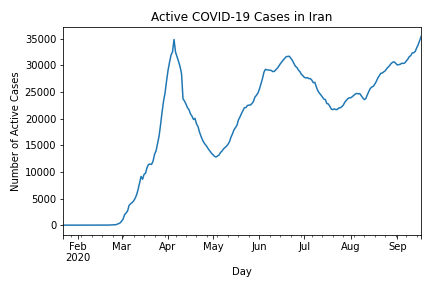 Active COVID-19 Cases in Iran
Number of Active Cases
35000
30000
25000
20000
15000
10000
5000
0
Feb Mar Apr May Jun Jul Aug Sep
2020
Day